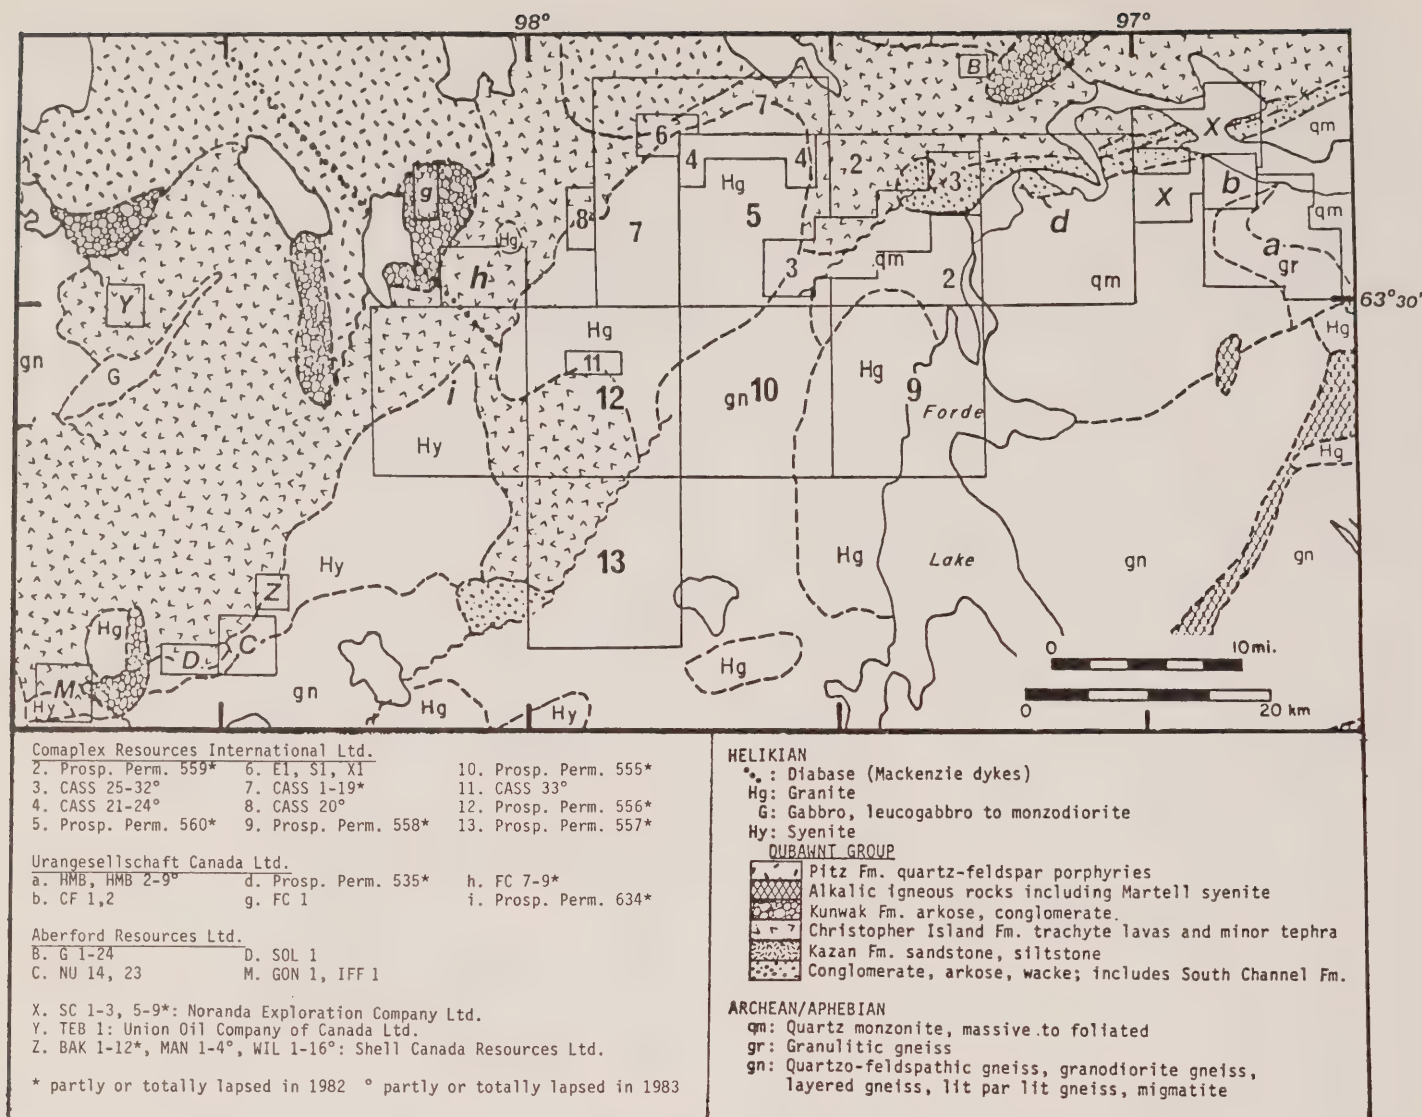 98° 97°
B
7
X
qm
6
4
4
2
Hg
3
b
g
8
7
5
d
X
qm
Hg
a
h
3
qm
2
gr
qm
Y
63°30'
Hg
Hg
gn
11
G
i
12
gn 10
Hg
9
Forde
Hy
Hg
13
Hy
Hg
Lake
gn
gn
Z
Hg
C
D
0 10 mi.
M
Hg
gn
Hy
Hg
Hy
0 20 km
Comaplex Resources International Ltd.
2. Prosp. Perm. 559* 6. E1, S1, X1 10. Prosp. Perm. 555*
3. CASS 25-32° 7. CASS 1-19* 11. CASS 33°
4. CASS 21-24° 8. CASS 20° 12. Prosp. Perm. 556*
5. Prosp. Perm. 560* 9. Prosp. Perm. 558* 13. Prosp. Perm. 557*
Urangesellschaft Canada Ltd.
a. HMB, HMB 2-9° d. Prosp. Perm. 535* h. FC 7-9*
b. CF 1,2 g. FC 1 i. Prosp. Perm. 634*
Aberford Resources Ltd.
B. G 1-24 D. SOL 1
C. NU 14, 23 M. GON 1, IFF 1
X. SC 1-3, 5-9*: Noranda Exploration Company Ltd.
Y. TEB 1: Union Oil Company of Canada Ltd.
Z. BAK 1-12*, MAN 1-4°, WIL 1-16°: Shell Canada Resources Ltd.
* partly or totally lapsed in 1982 ° partly or totally lapsed in 1983
HELIKIAN
: Diabase (Mackenzie dykes)
Hg: Granite
G: Gabbro, leucogabbro to monzodiorite
Hy: Syenite
DUBAWNT GROUP
Pitz Fm. quartz-feldspar porphyries
Alkalic igneous rocks including Martell syenite
Kunwak Fm. arkose, conglomerate.
Christopher Island Fm. trachyte lavas and minor tephra
Kazan Fm. sandstone, siltstone
Conglomerate, arkose, wacke; includes South Channel Fm.
ARCHEAN/APHEBIAN
qm: Quartz monzonite, massive to foliated
gr: Granulitic gneiss
gn: Quartzo-feldspathic gneiss, granodiorite gneiss,
layered gneiss, lit par lit gneiss, migmatite